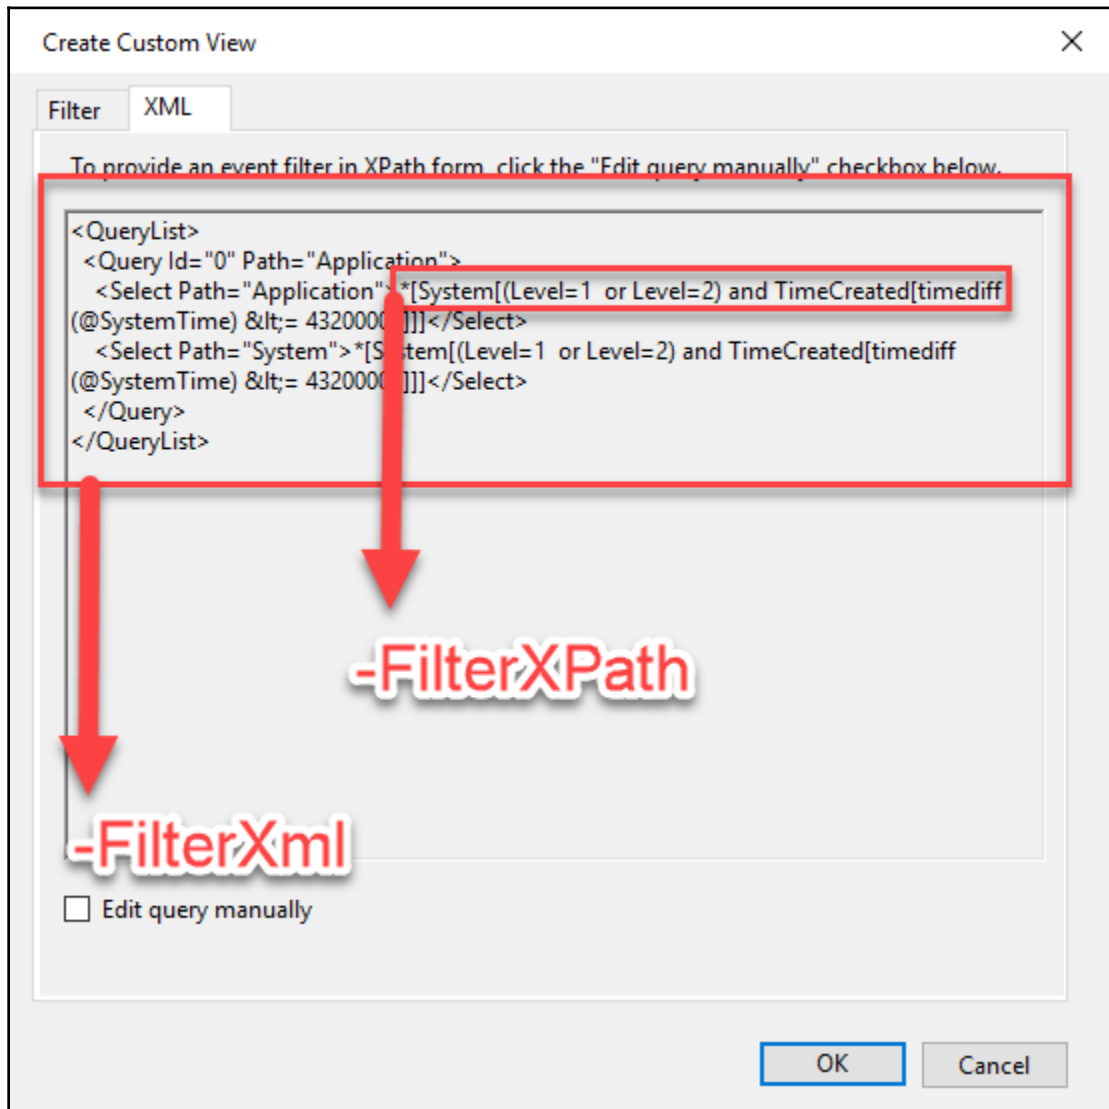 Create Custom View
Filter
XML
To provide an event filter in XPath form, click the "Edit query manually" checkbox below.
<QueryList>
  <Query Id="0" Path="Application">
    <Select Path="Application">*[System[(Level=1  or Level=2) and TimeCreated[timediff
(@SystemTime) &lt;= 43200000]]]</Select>
    <Select Path="System">*[System[(Level=1  or Level=2) and TimeCreated[timediff
(@SystemTime) &lt;= 43200000]]]</Select>
  </Query>
</QueryList>
-FilterXPath
-FilterXml
Edit query manually
OK
Cancel